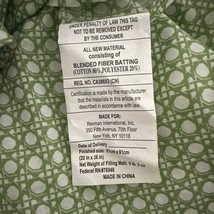 UNDER PENALTY OF LAW THIS TAG
NOT TO BE REMOVED EXCEPT BY
THE CONSUMER
ALL NEW MATERIAL
consisting of
BLENDED FIBER BATTING
(COTTON 80%, POLYESTER 20%)
REG. NO. (CN)
Certification is made by the manufacturer
that the materials in this article are
described in accordance with law.
MADE FOR:
Rexman International, Inc.
350 Fifth Avenue, 70th Floor
New York, NY
Date of Delivery
Finished size: x 91cm
(20 in x 36 in)
Net Weight of Filling Matl:
Federal RN
MADE IN CHINA